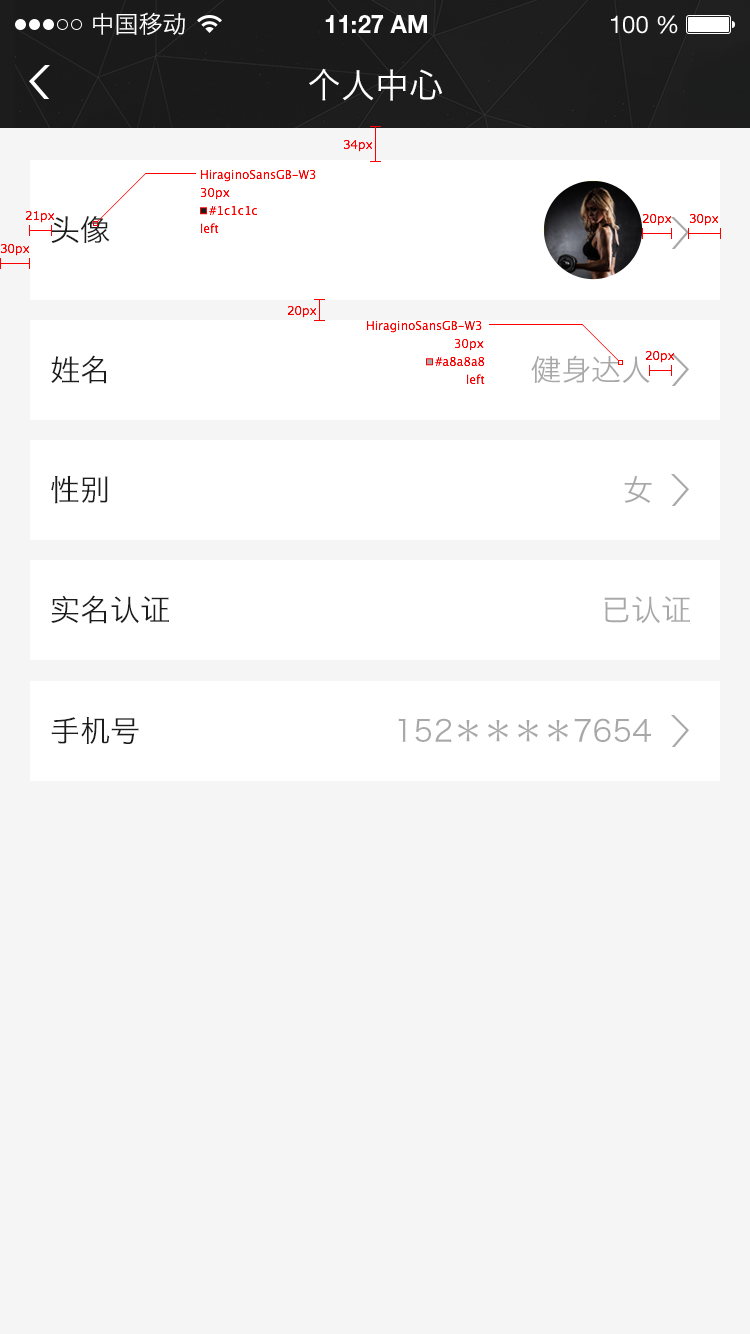 中国移动 11:27 AM 100 %
个人中心
34px
HiraginoSansGB-W3
30px
#1c1c1c
left
21px
头像
20px
30px
30px
20px
HiraginoSansGB-W3
30px
#a8a8a8
left
姓名
健身达人
20px
性别 女
实名认证 已认证
手机号 152＊＊＊＊7654